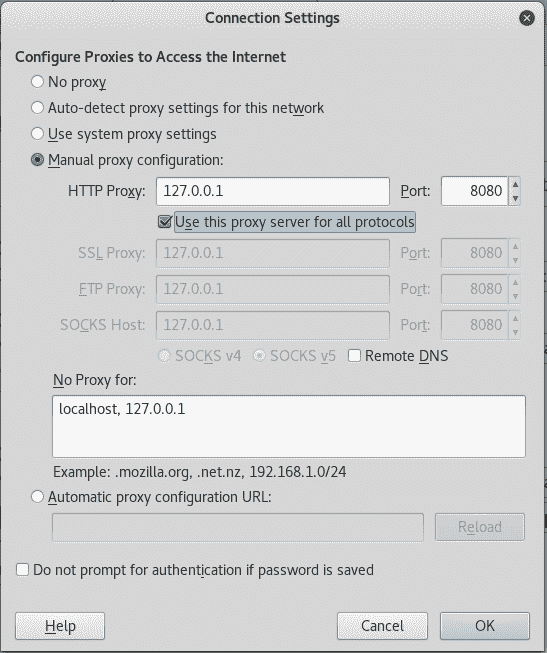 Connection Settings
Configure Proxies to Access the Internet
No proxy
Auto-detect proxy settings for this network
Use system proxy settings
Manual proxy configuration:
HTTP Proxy: 127.0.0.1 Port: 8080
Use this proxy server for all protocols
SSL Proxy: 127.0.0.1 Port: 8080
FTP Proxy: 127.0.0.1 Port: 8080
SOCKS Host: 127.0.0.1 Port: 8080
SOCKS v4 SOCKS v5 Remote DNS
No Proxy for:
localhost, 127.0.0.1
Example: .mozilla.org, .net.nz, 192.168.1.0/24
Automatic proxy configuration URL:
Reload
Do not prompt for authentication if password is saved
Help Cancel OK